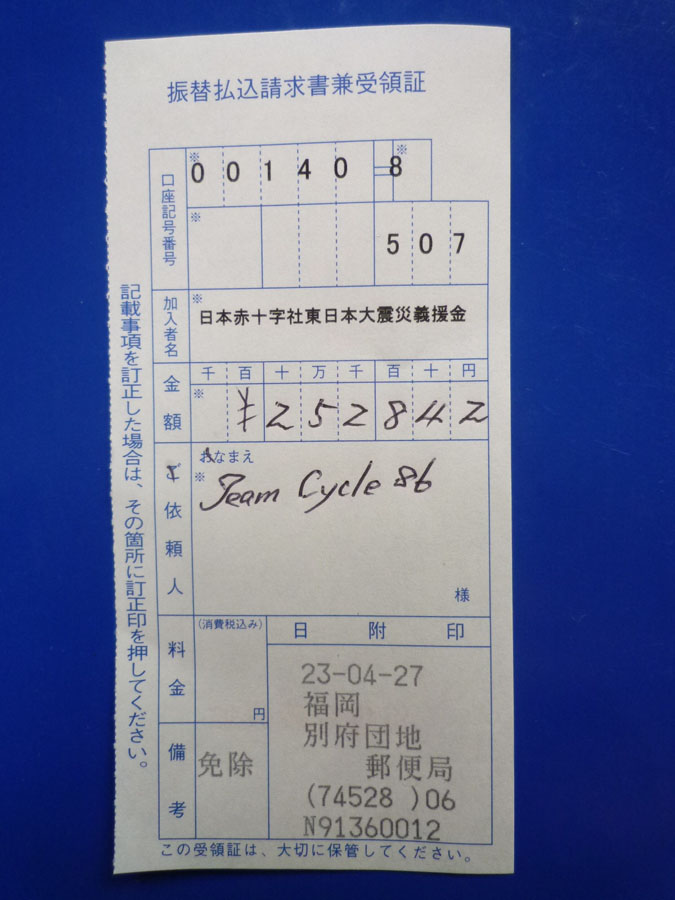 振替払込請求書兼受領証
口座記号番号
※
00140-8
※
※
507
加入者名
※
日本赤十字社東日本大震災義援金
金額
千百十万千百十円
※
¥252842
ご依頼人
おなまえ
※
Team Cycle 86
様
料金
(消費税込み)
円
日附印
備考
免除
23-04-27
福岡
別府団地
郵便局
(74528 )06
N91360012
記載事項を訂正した場合は、その箇所に訂正印を押してください。
この受領証は、大切に保管してください。